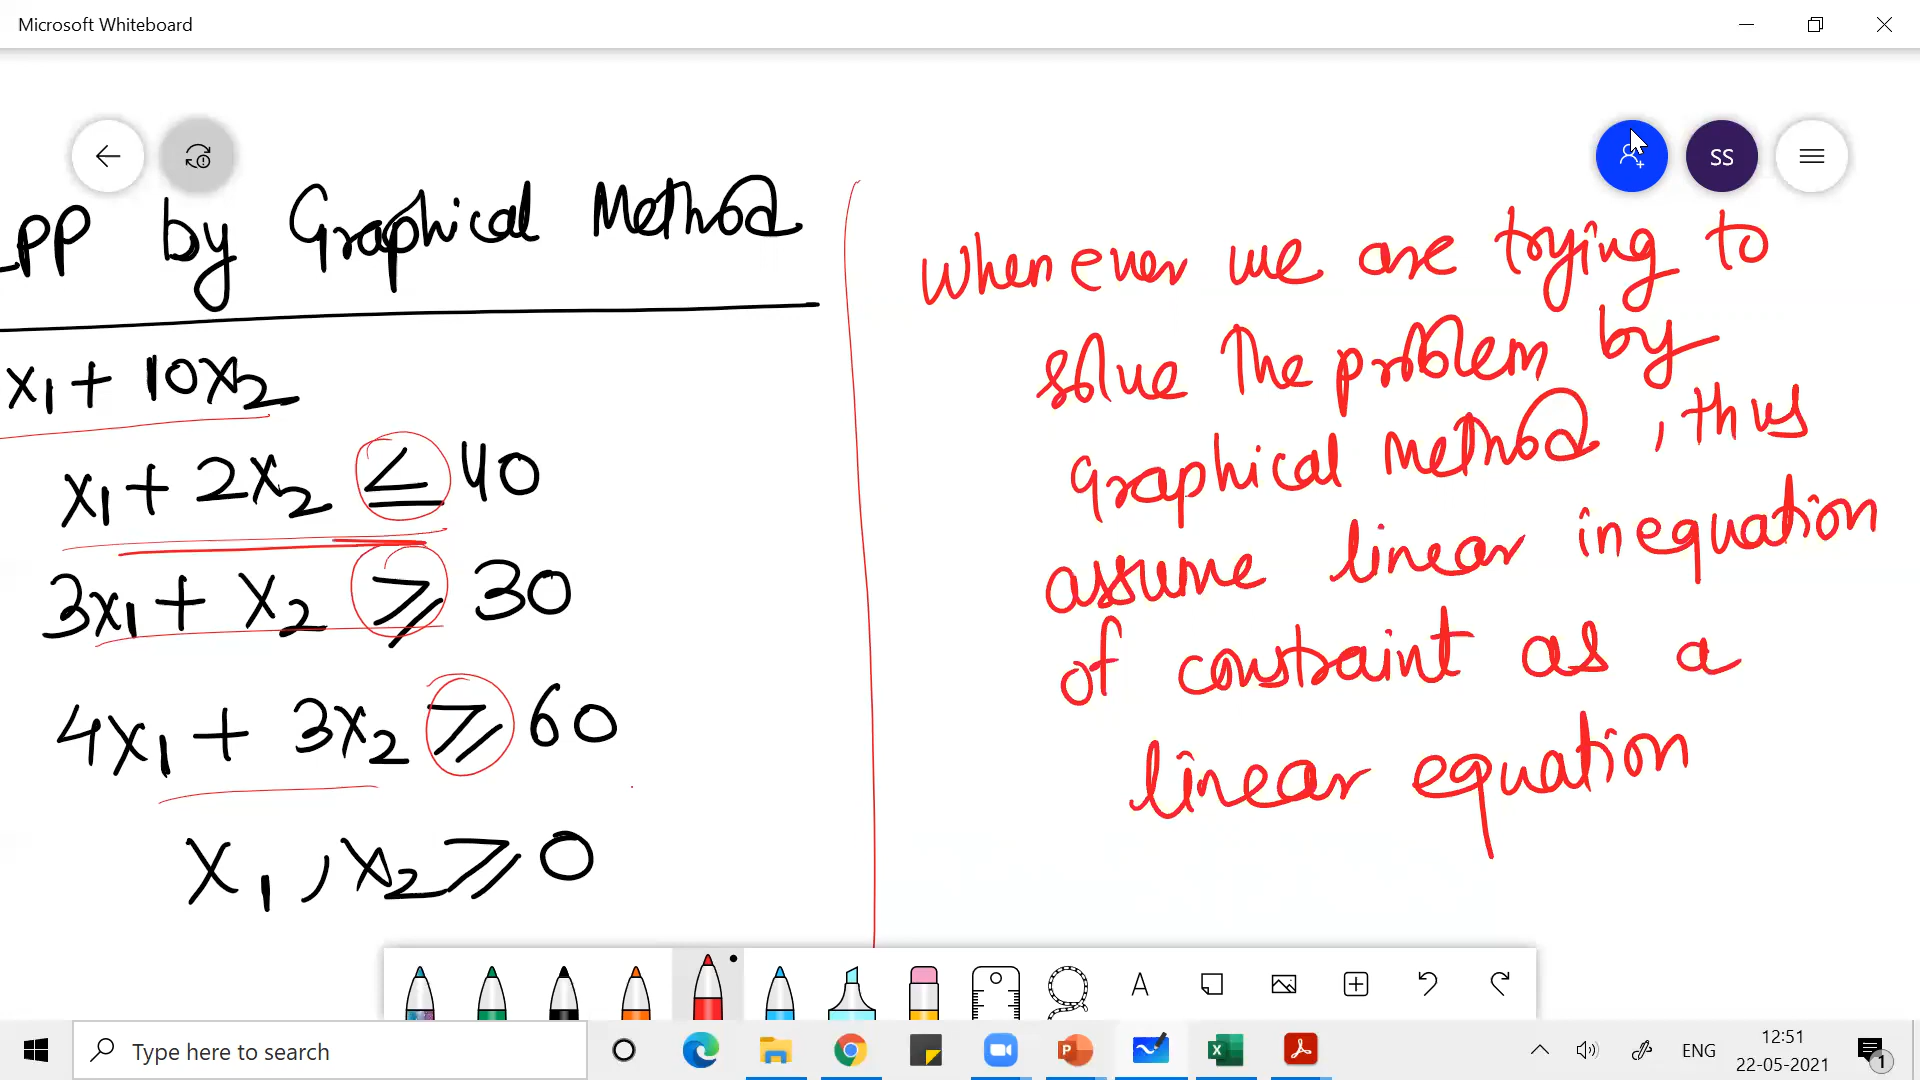 Microsoft Whiteboard
SS
LPP by Graphical Method
x₁ + 10x₂
x₁ + 2x₂ ≤ 40
3x₁ + x₂ ≥ 30
4x₁ + 3x₂ ≥ 60
x₁, x₂ ≥ 0
Whenever we are trying to
solve the problem by
Graphical Method, thus
assume linear inequation
of constraint as a
linear equation
A
Type here to search
ENG
12:51
22-05-2021
1